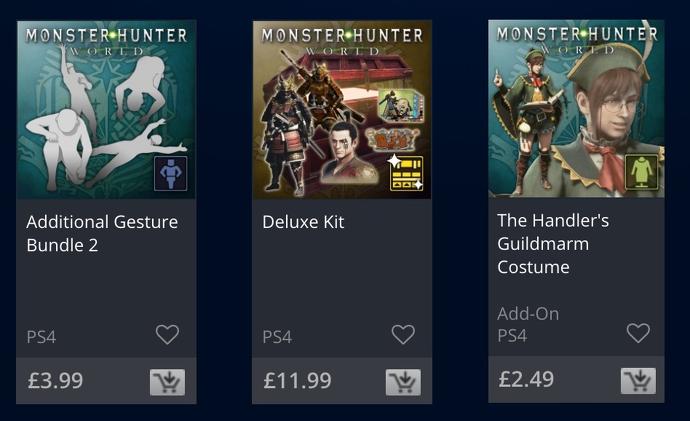 MONSTER HUNTER
WORLD
Additional Gesture
Bundle 2
PS4
£3.99
MONSTER HUNTER
WORLD
Deluxe Kit
PS4
£11.99
MONSTER HUNTER
WORLD
The Handler's
Guildmarm
Costume
Add-On
PS4
£2.49